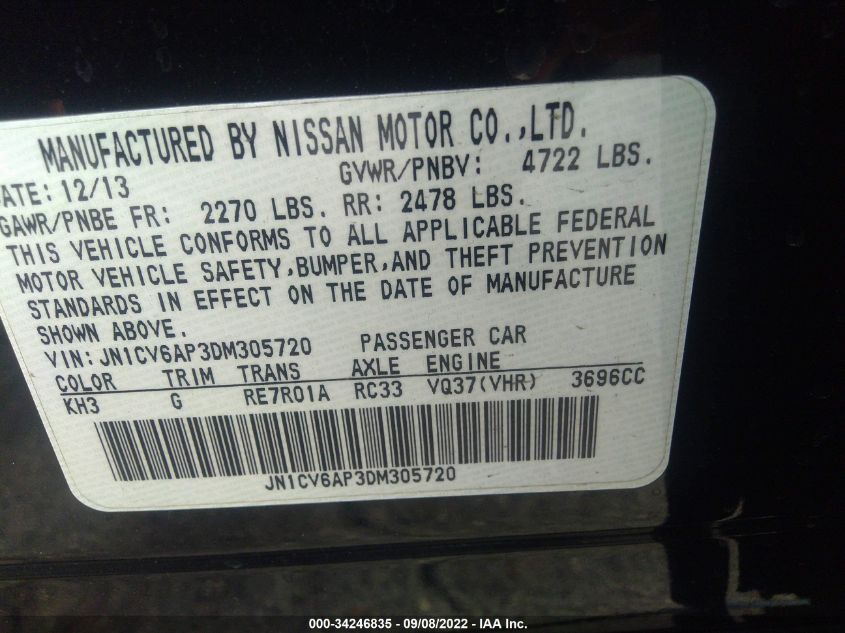 MANUFACTURED BY NISSAN MOTOR CO.,LTD.
ATE: 12/13 GVWR/PNBV: 4722 LBS.
GAWR/PNBE FR: 2270 LBS. RR: 2478 LBS.
THIS VEHICLE CONFORMS TO ALL APPLICABLE FEDERAL
MOTOR VEHICLE SAFETY,BUMPER,AND THEFT PREVENTION
STANDARDS IN EFFECT ON THE DATE OF MANUFACTURE
SHOWN ABOVE.
VIN: JN1CV6AP3DM305720 PASSENGER CAR
COLOR TRIM TRANS AXLE ENGINE
KH3 G RE7R01A RC33 VQ37(VHR) 3696CC
JN1CV6AP3DM305720
000-34246835 - 09/08/2022 - IAA Inc.